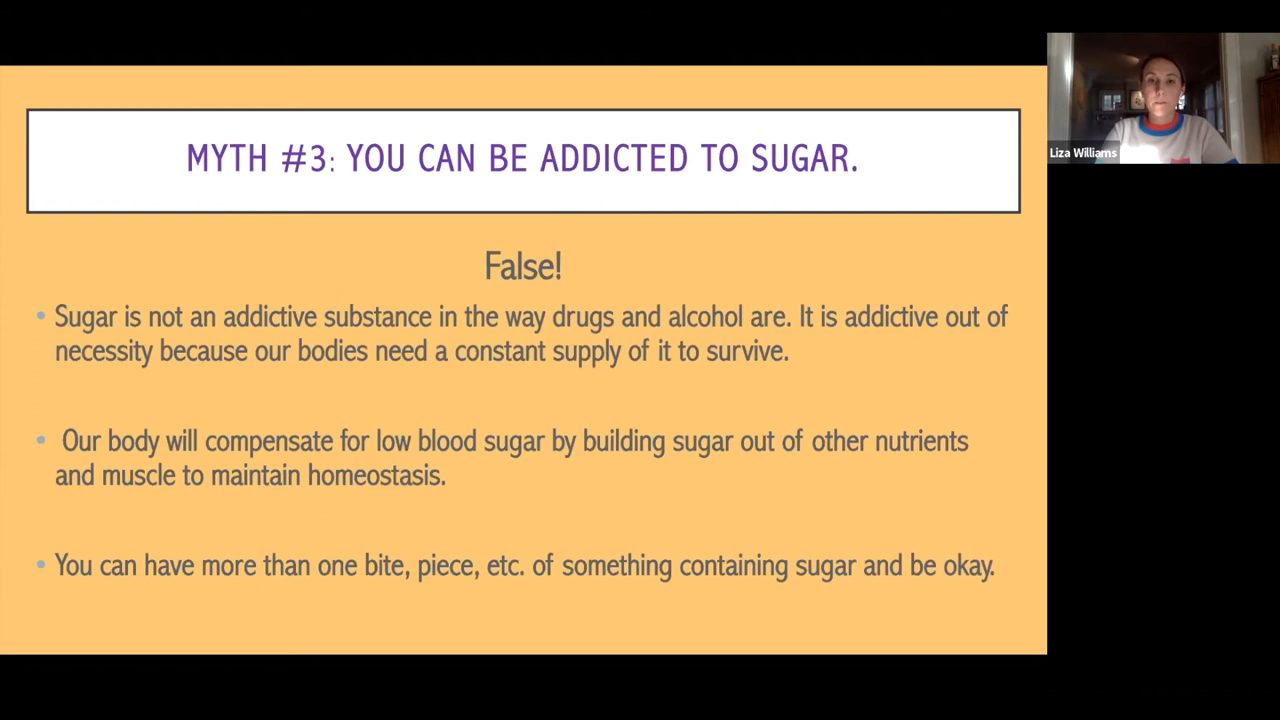 MYTH #3: YOU CAN BE ADDICTED TO SUGAR.
False!
• Sugar is not an addictive substance in the way drugs and alcohol are. It is addictive out of
necessity because our bodies need a constant supply of it to survive.
• Our body will compensate for low blood sugar by building sugar out of other nutrients
and muscle to maintain homeostasis.
• You can have more than one bite, piece, etc. of something containing sugar and be okay.
Liza Williams